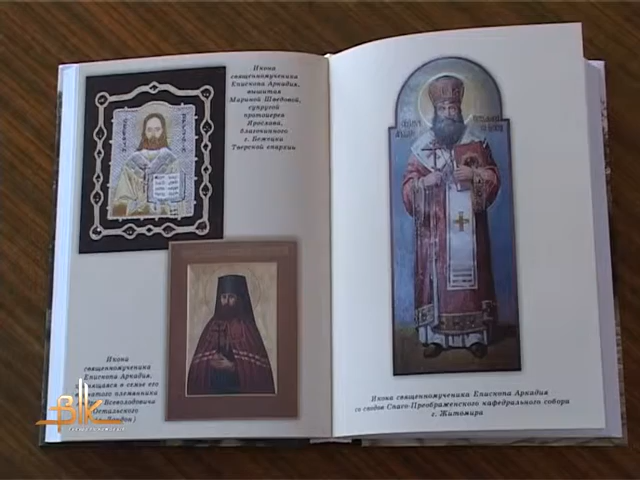 Икона
священномученика
Епископа Аркадия,
вышитая
Мариной Шведовой,
супругой
протоиерея
Ярослава,
благочинного
г. Бежецка
Тверской епархии
Икона
священномученика
Епископа Аркадия,
в семье его
племянника
Всеволодовича
Икона священномученика Епископа Аркадия
со сводов Спасо-Преображенского кафедрального собора
г. Житомира